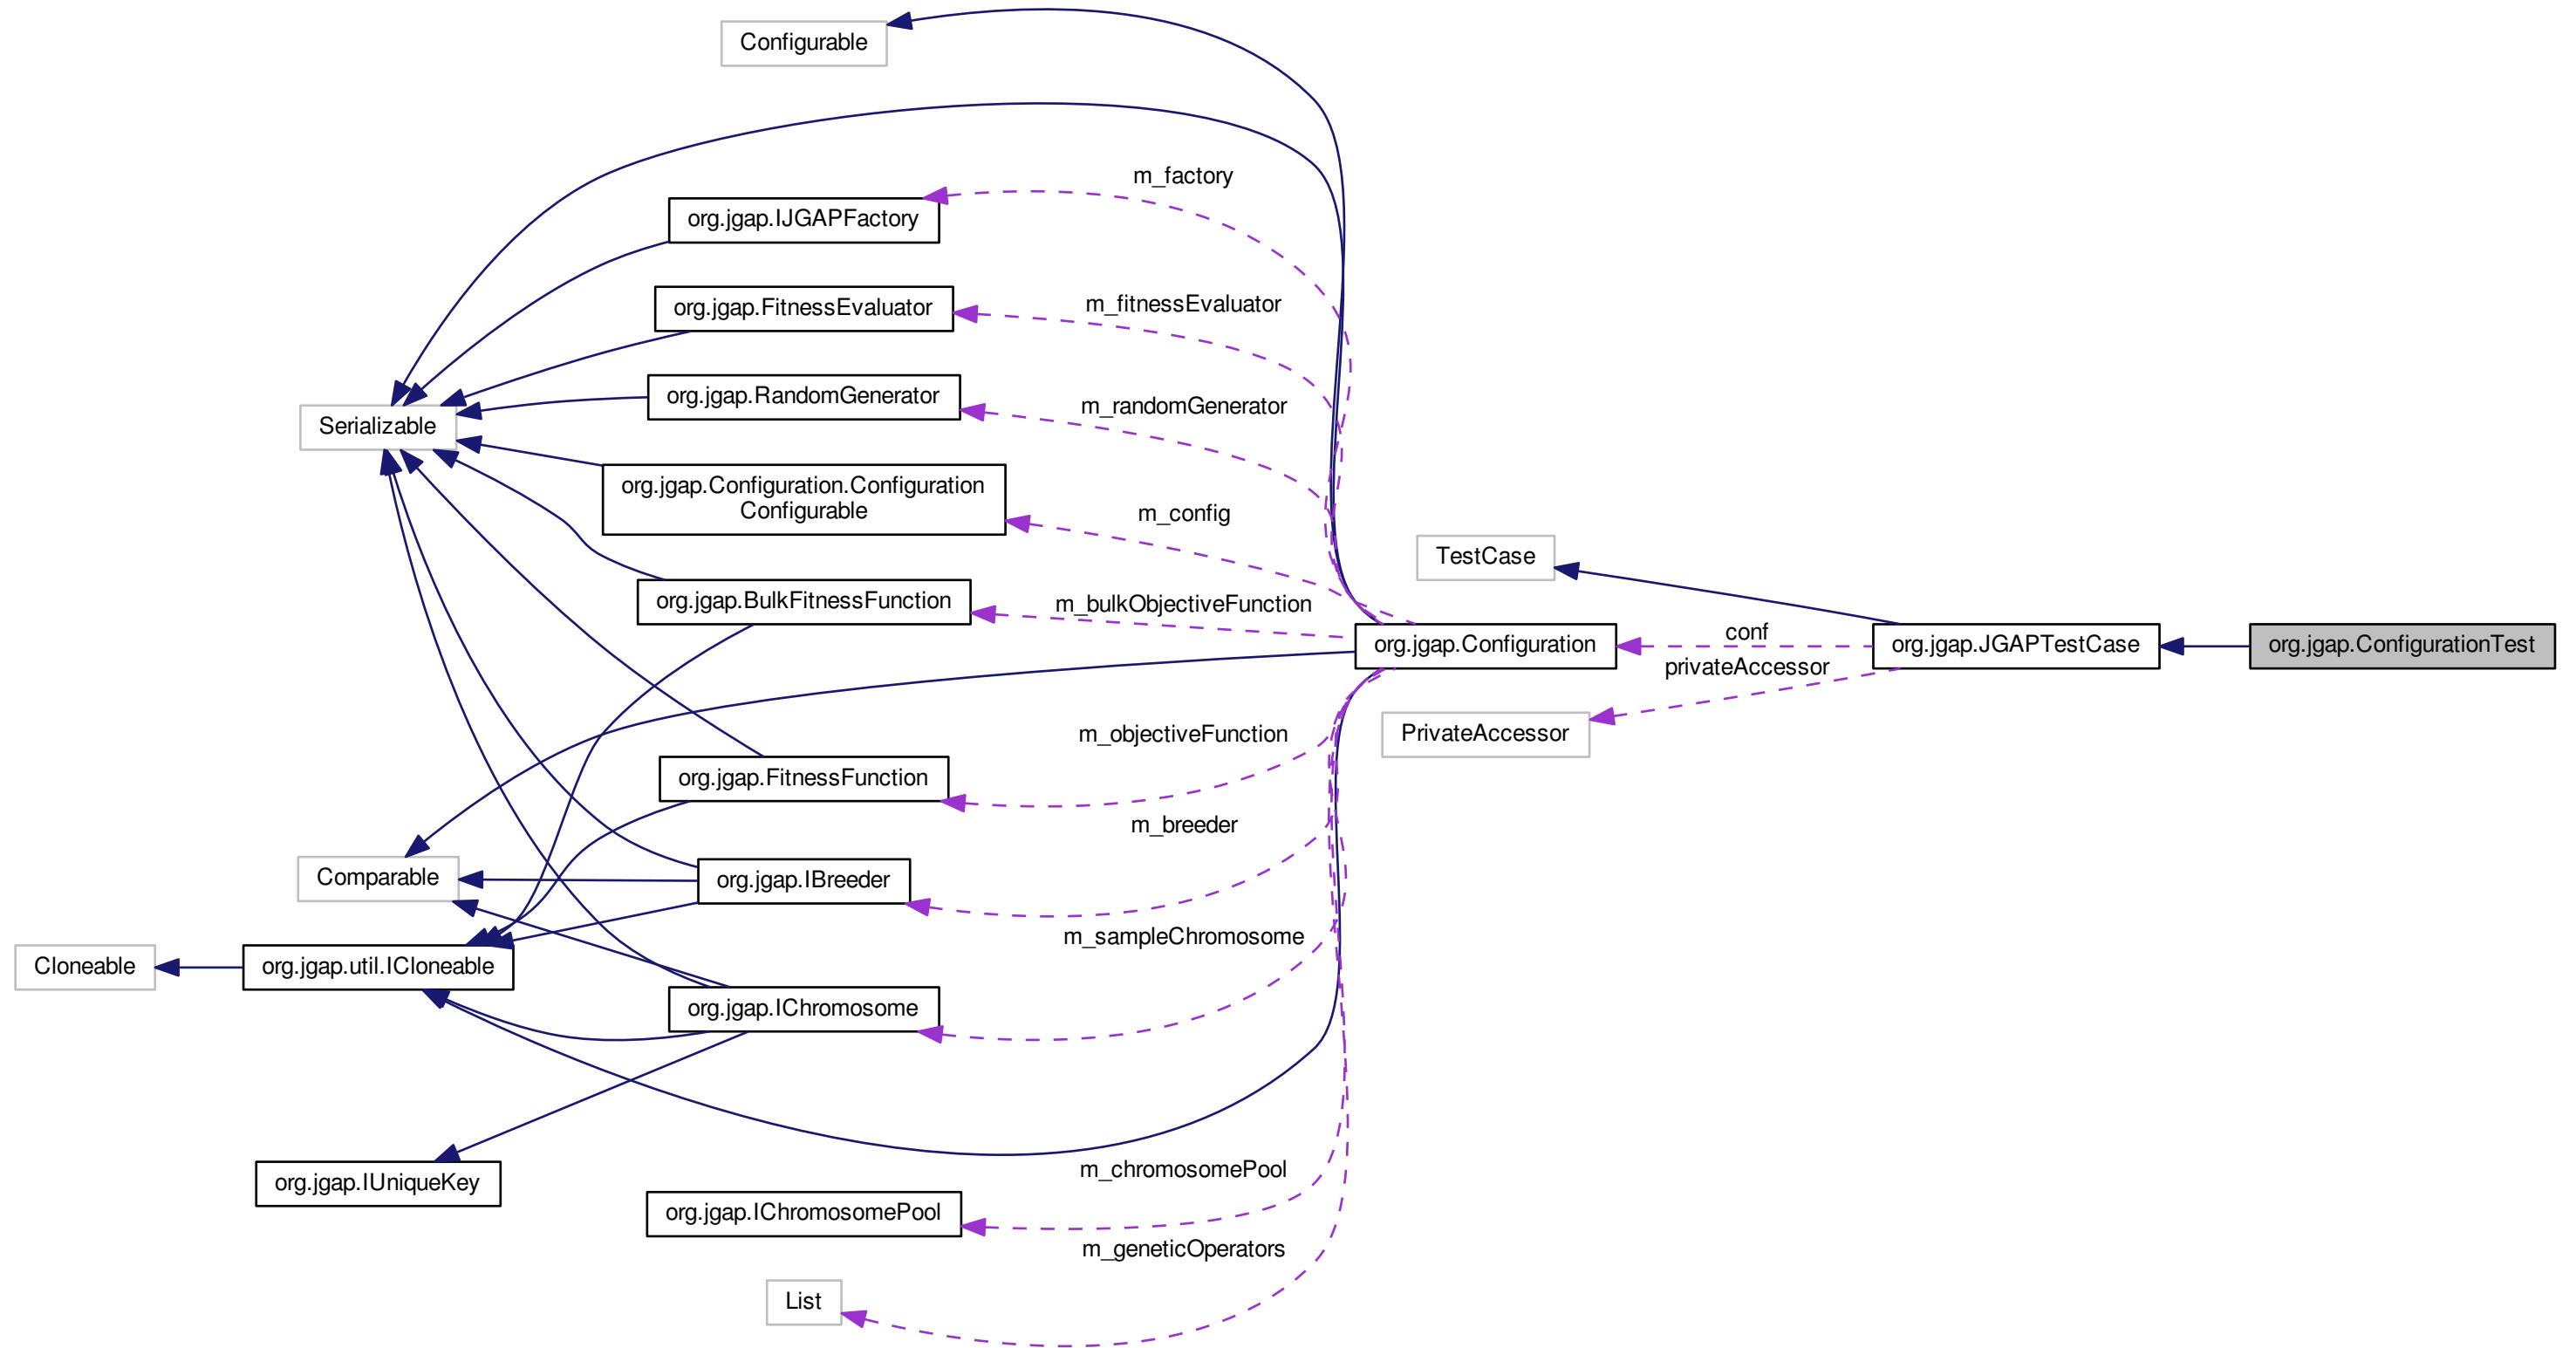 Configurable
m_factory
org.jgap.IJGAPFactory
m_fitnessEvaluator
org.jgap.FitnessEvaluator
m_randomGenerator
org.jgap.RandomGenerator
Serializable
org.jgap.Configuration.Configuration
Configurable
m_config
TestCase
org.jgap.BulkFitnessFunction
m_bulkObjectiveFunction
org.jgap.Configuration
conf
org.jgap.JGAPTestCase
org.jgap.ConfigurationTest
privateAccessor
PrivateAccessor
m_objectiveFunction
org.jgap.FitnessFunction
m_breeder
Comparable
org.jgap.IBreeder
m_sampleChromosome
Cloneable
org.jgap.util.ICloneable
org.jgap.IChromosome
m_chromosomePool
org.jgap.IUniqueKey
org.jgap.IChromosomePool
m_geneticOperators
List